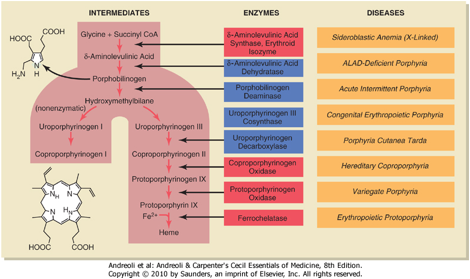 INTERMEDIATES
ENZYMES
DISEASES
HOOC
COOH
N
H
H₂N
Glycine + Succinyl CoA
δ-Aminolevulinic Acid
Porphobilinogen
Hydroxymethylbilane
(nonenzymatic)
Uroporphyrinogen I
Coproporphyrinogen I
Uroporphyrinogen III
Coproporphyrinogen II
Protoporphyrinogen IX
Protoporphyrin IX
Fe²⁺
Heme
NH
N
N
HN
HOOC
COOH
δ-Aminolevulinic Acid
Synthase, Erythroid
Isozyme
δ-Aminolevulinic Acid
Dehydratase
Porphobilinogen
Deaminase
Uroporphyrinogen III
Cosynthase
Uroporphyrinogen
Decarboxylase
Coproporphyrinogen
Oxidase
Protoporphyrinogen
Oxidase
Ferrochelatase
Sideroblastic Anemia (X-Linked)
ALAD-Deficient Porphyria
Acute Intermittent Porphyria
Congenital Erythropoietic Porphyria
Porphyria Cutanea Tarda
Hereditary Coproporphyria
Variegate Porphyria
Erythropoietic Protoporphyria
Andreoli et al: Andreoli & Carpenter's Cecil Essentials of Medicine, 8th Edition.
Copyright © 2010 by Saunders, an imprint of Elsevier, Inc. All rights reserved.